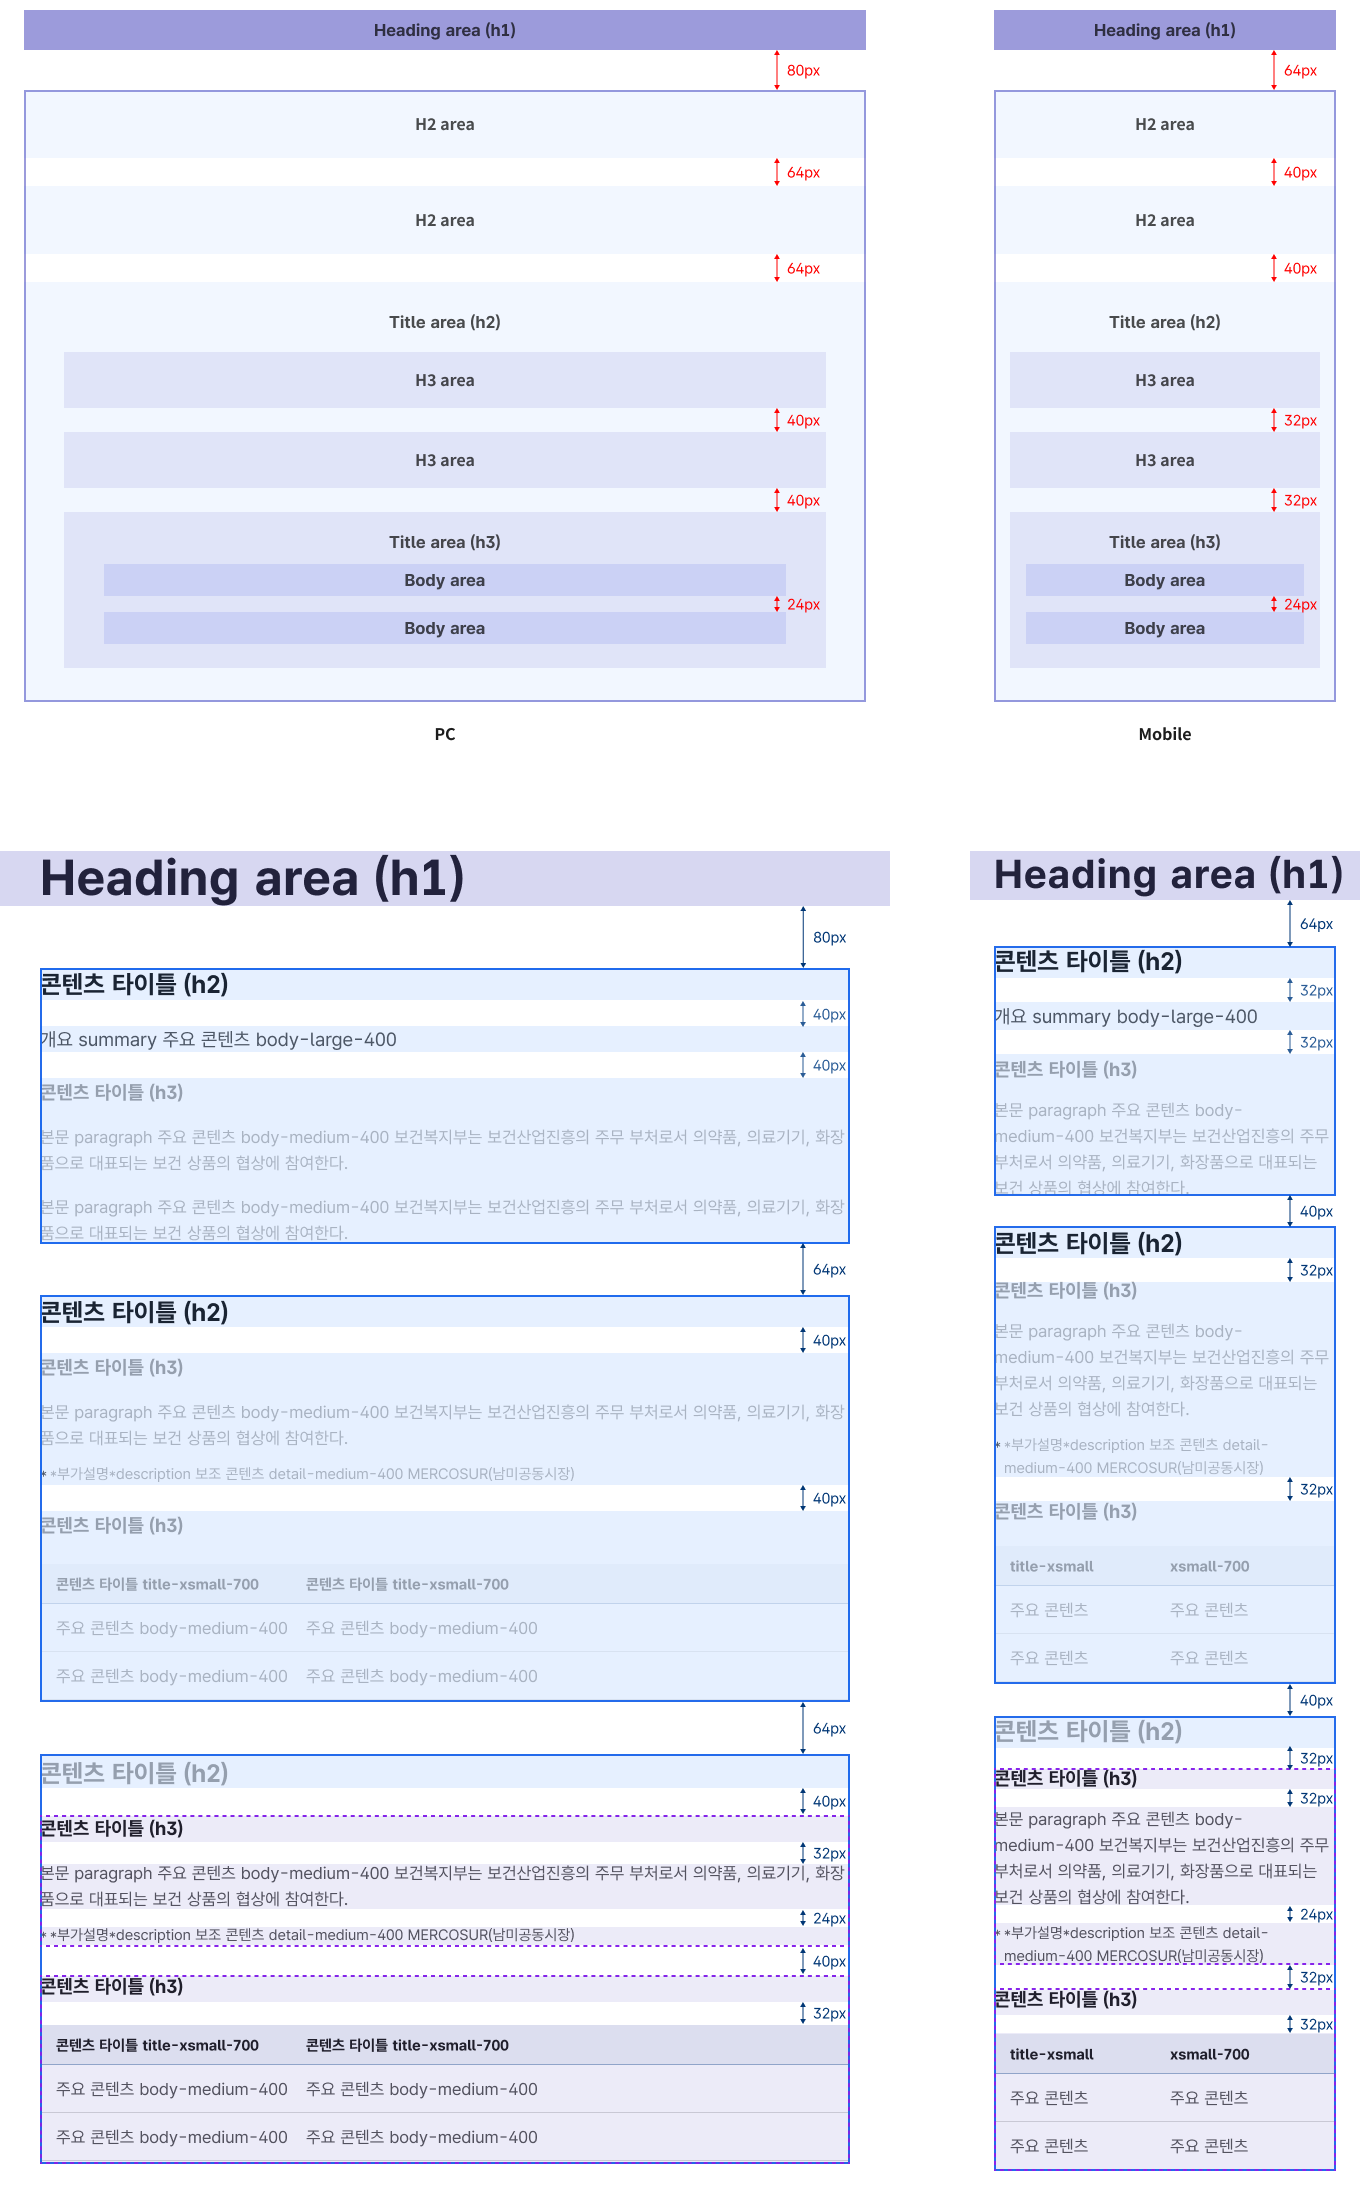 Heading area (h1)
80px
H2 area
64px
H2 area
64px
Title area (h2)
H3 area
40px
H3 area
40px
Title area (h3)
Body area
24px
Body area
PC
Heading area (h1)
64px
H2 area
40px
H2 area
40px
Title area (h2)
H3 area
32px
H3 area
32px
Title area (h3)
Body area
24px
Body area
Mobile
Heading area (h1)
80px
콘텐츠 타이틀 (h2)
40px
개요 summary 주요 콘텐츠 body-large-400
40px
콘텐츠 타이틀 (h3)
본문 paragraph 주요 콘텐츠 body-medium-400 보건복지부는 보건산업진흥의 주무 부처로서 의약품, 의료기기, 화장
품으로 대표되는 보건 상품의 협상에 참여한다.
본문 paragraph 주요 콘텐츠 body-medium-400 보건복지부는 보건산업진흥의 주무 부처로서 의약품, 의료기기, 화장
품으로 대표되는 보건 상품의 협상에 참여한다.
64px
콘텐츠 타이틀 (h2)
40px
콘텐츠 타이틀 (h3)
본문 paragraph 주요 콘텐츠 body-medium-400 보건복지부는 보건산업진흥의 주무 부처로서 의약품, 의료기기, 화장
품으로 대표되는 보건 상품의 협상에 참여한다.
* *부가설명*description 보조 콘텐츠 detail-medium-400 MERCOSUR(남미공동시장)
40px
콘텐츠 타이틀 (h3)
콘텐츠 타이틀 title-xsmall-700 콘텐츠 타이틀 title-xsmall-700
주요 콘텐츠 body-medium-400 주요 콘텐츠 body-medium-400
주요 콘텐츠 body-medium-400 주요 콘텐츠 body-medium-400
64px
콘텐츠 타이틀 (h2)
40px
콘텐츠 타이틀 (h3)
32px
본문 paragraph 주요 콘텐츠 body-medium-400 보건복지부는 보건산업진흥의 주무 부처로서 의약품, 의료기기, 화장
품으로 대표되는 보건 상품의 협상에 참여한다.
24px
* *부가설명*description 보조 콘텐츠 detail-medium-400 MERCOSUR(남미공동시장)
40px
콘텐츠 타이틀 (h3)
32px
콘텐츠 타이틀 title-xsmall-700 콘텐츠 타이틀 title-xsmall-700
주요 콘텐츠 body-medium-400 주요 콘텐츠 body-medium-400
주요 콘텐츠 body-medium-400 주요 콘텐츠 body-medium-400
Heading area (h1)
64px
콘텐츠 타이틀 (h2)
32px
개요 summary body-large-400
32px
콘텐츠 타이틀 (h3)
본문 paragraph 주요 콘텐츠 body-
medium-400 보건복지부는 보건산업진흥의 주무
부처로서 의약품, 의료기기, 화장품으로 대표되는
보건 상품의 협상에 참여한다.
40px
콘텐츠 타이틀 (h2)
32px
콘텐츠 타이틀 (h3)
본문 paragraph 주요 콘텐츠 body-
medium-400 보건복지부는 보건산업진흥의 주무
부처로서 의약품, 의료기기, 화장품으로 대표되는
보건 상품의 협상에 참여한다.
* *부가설명*description 보조 콘텐츠 detail-
medium-400 MERCOSUR(남미공동시장)
32px
콘텐츠 타이틀 (h3)
title-xsmall xsmall-700
주요 콘텐츠 주요 콘텐츠
주요 콘텐츠 주요 콘텐츠
40px
콘텐츠 타이틀 (h2)
32px
콘텐츠 타이틀 (h3)
32px
본문 paragraph 주요 콘텐츠 body-
medium-400 보건복지부는 보건산업진흥의 주무
부처로서 의약품, 의료기기, 화장품으로 대표되는
보건 상품의 협상에 참여한다.
24px
* *부가설명*description 보조 콘텐츠 detail-
medium-400 MERCOSUR(남미공동시장)
32px
콘텐츠 타이틀 (h3)
32px
title-xsmall xsmall-700
주요 콘텐츠 주요 콘텐츠
주요 콘텐츠 주요 콘텐츠